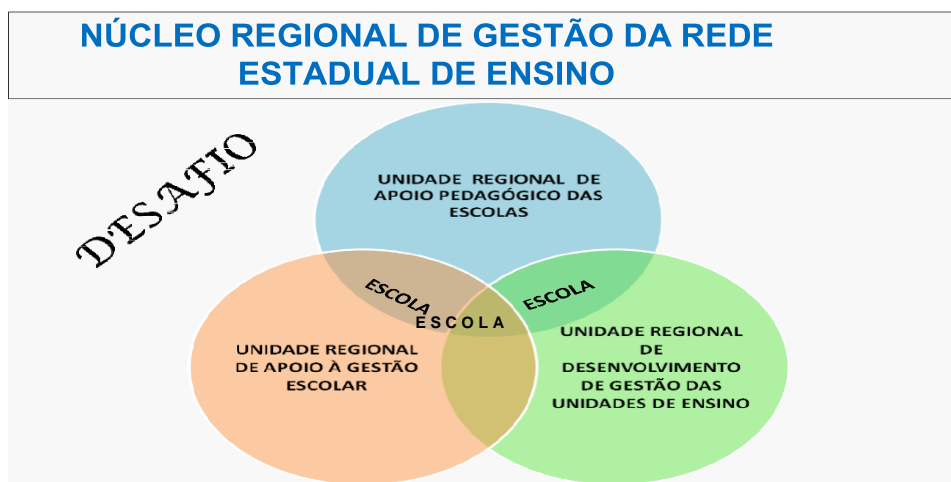 NÚCLEO REGIONAL DE GESTÃO DA REDE
ESTADUAL DE ENSINO
DESAFIO
UNIDADE REGIONAL DE
APOIO PEDAGÓGICO DAS
ESCOLAS
ESCOLA
ESCOLA
ESCOLA
UNIDADE REGIONAL
DE APOIO À GESTÃO
ESCOLAR
UNIDADE REGIONAL
DE
DESENVOLVIMENTO
DE GESTÃO DAS
UNIDADES DE ENSINO